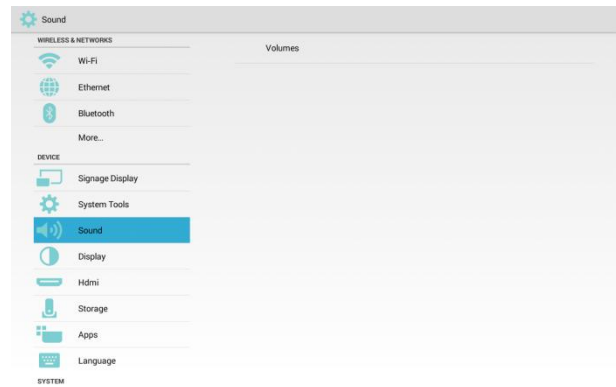 Sound
WIRELESS & NETWORKS
Wi-Fi
Ethernet
Bluetooth
More...
DEVICE
Signage Display
System Tools
Sound
Display
Hdmi
Storage
Apps
Language
SYSTEM
Volumes